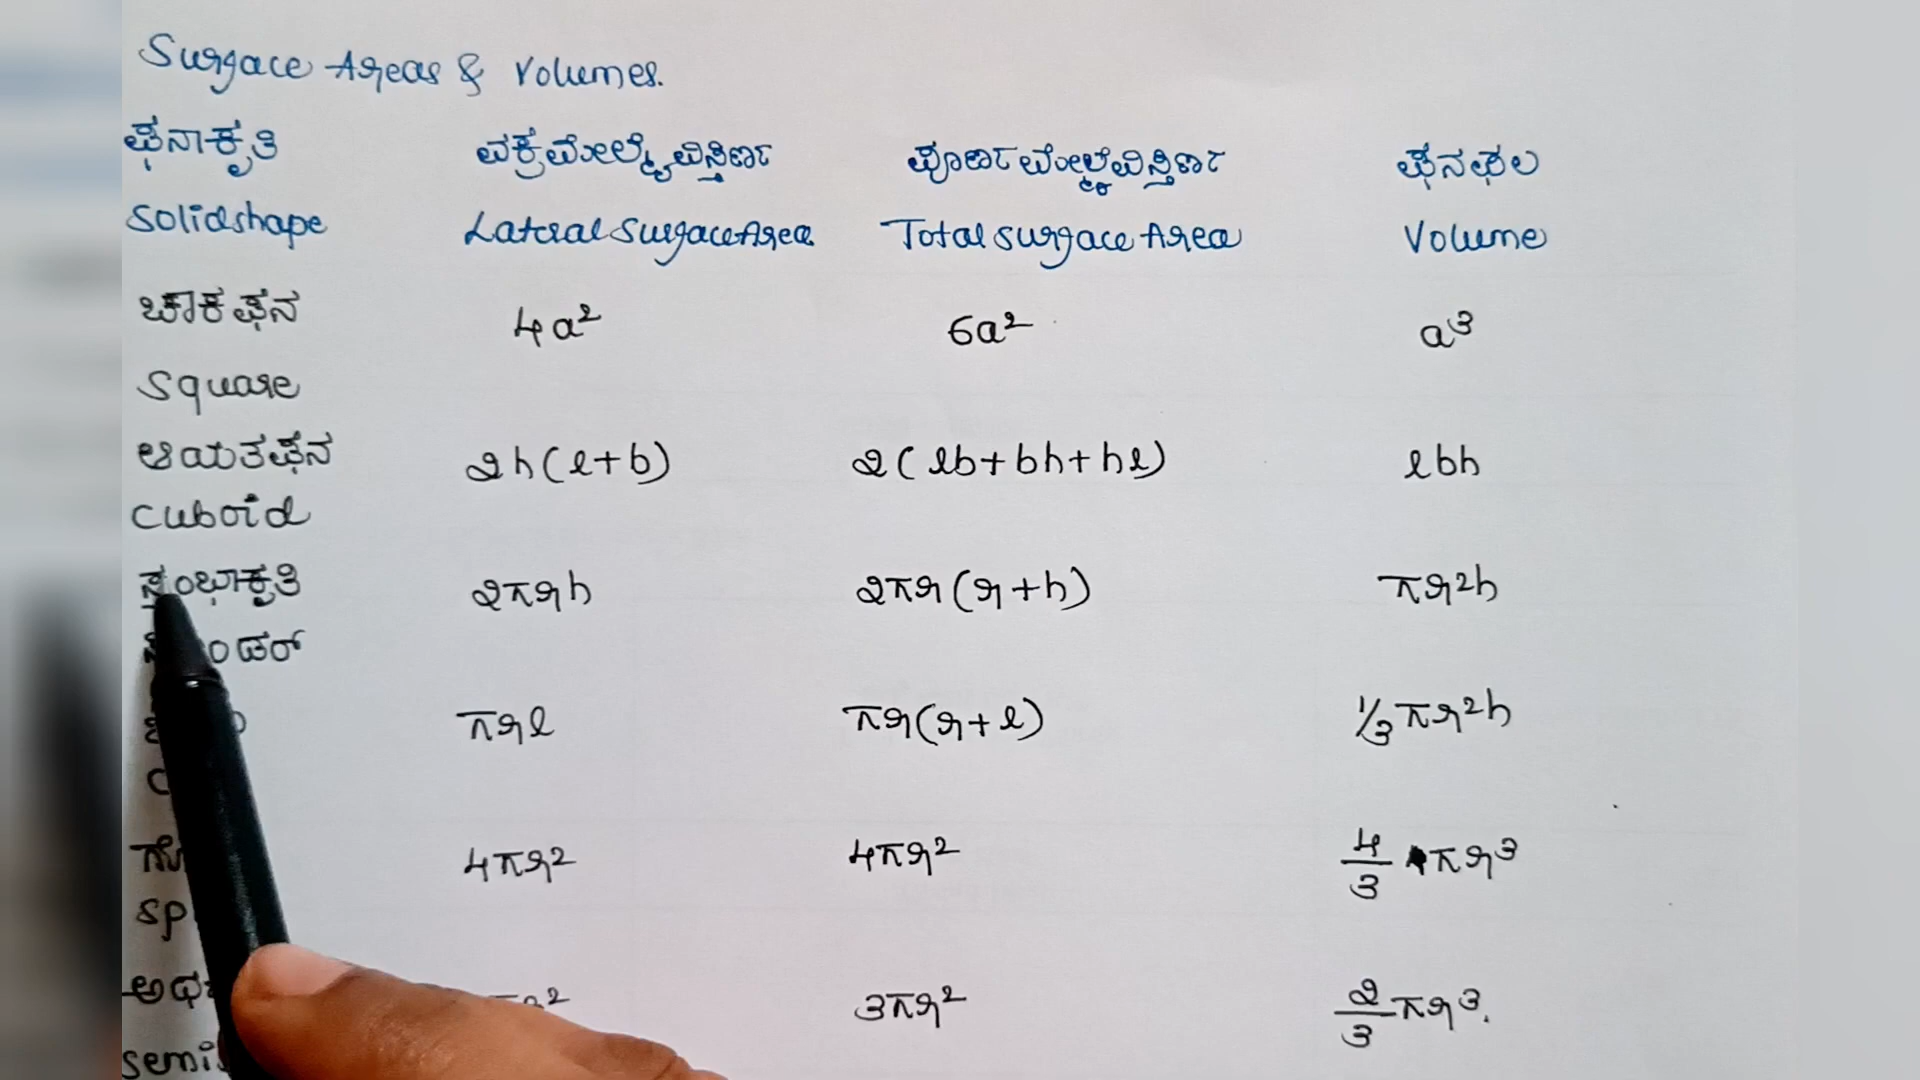 Surface Areas & Volumes.
ಘನಾಕೃತಿ ವಕ್ರಮೇಲ್ಮೈವಿಸ್ತಿರ್ಣ ಪೂರ್ಣಮೇಲ್ಮೈವಿಸ್ತಿರ್ಣ ಘನಫಲ
Solidshape Lateral Surface Area Total surface Area Volume
ಚೌಕಘನ 4a² 6a² a³
Square
ಆಯತಘನ 2h(l+b) 2(lb+bh+hl) lbh
Cuboid
ಸ್ತಂಭಾಕೃತಿ 2πrh 2πr(r+h) πr²h
πrl πr(r+l) 1/3 πr²h
4πr² 4πr² 4/3 πr³
3πr² 2/3 πr³.